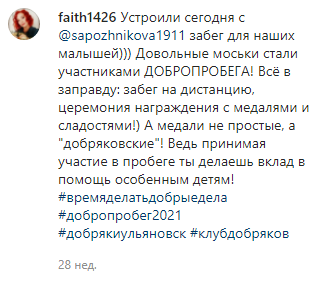 faith1426 Устроили сегодня с
@sapozhnikova1911 забег для наших
малышей))) Довольные моськи стали
участниками ДОБРОПРОБЕГА! Всё в
заправду: забег на дистанцу,
церемония награждения с медалями и
сладостями!) А медали не простые, а
"добряковские"! Ведь принимая
участие в пробеге ты делаешь вклад в
помощь особенным детям!
#времяделатьдобрыедела
#добропробег2021
#добрякиульяновск #клубдобряков
28 нед.